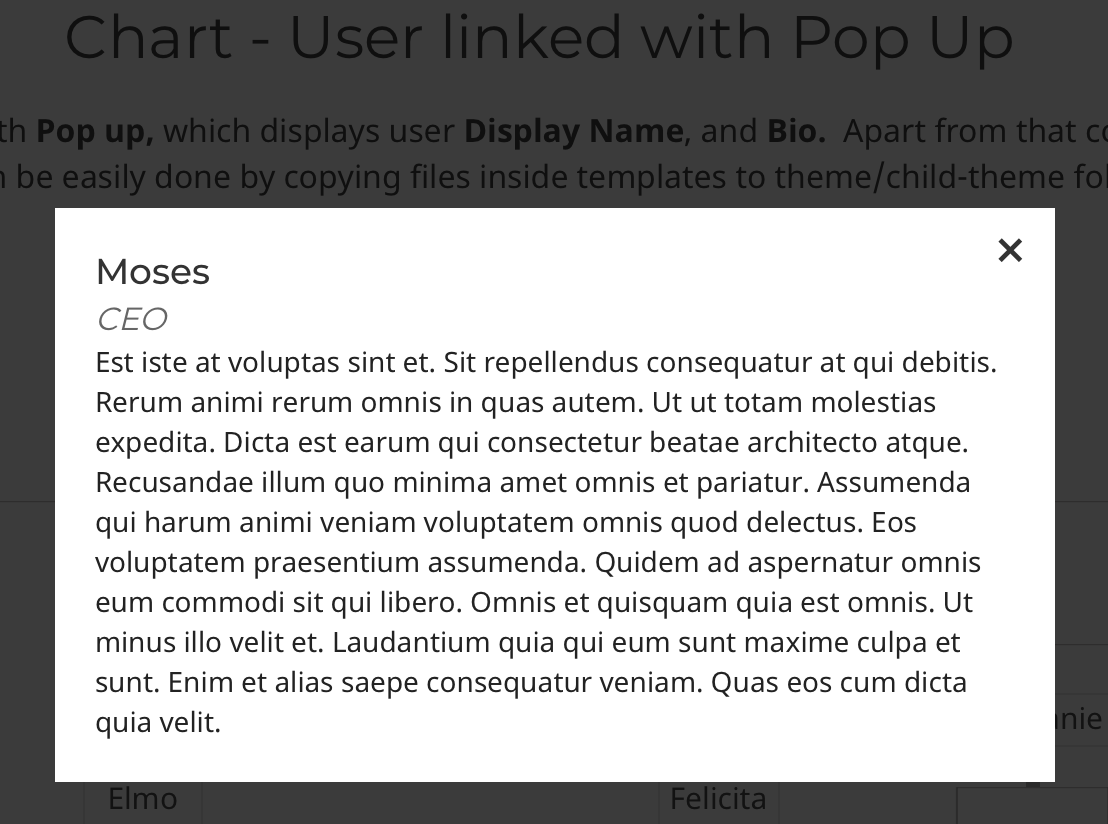 Chart - User linked with Pop Up
Pop up, which displays user Display Name, and Bio. Apart from that
be easily done by copying files inside templates to theme/child-theme
Moses
CEO
Est iste at voluptas sint et. Sit repellendus consequatur at qui debitis.
Rerum animi rerum omnis in quas autem. Ut ut totam molestias
expedita. Dicta est earum qui consectetur beatae architecto atque.
Recusandae illum quo minima amet omnis et pariatur. Assumenda
qui harum animi veniam voluptatem omnis quod delectus. Eos
voluptatem praesentium assumenda. Quidem ad aspernatur omnis
eum commodi sit qui libero. Omnis et quisquam quia est omnis. Ut
minus illo velit et. Laudantium quia qui eum sunt maxime culpa et
sunt. Enim et alias saepe consequatur veniam. Quas eos cum dicta
quia velit.
Elmo
Felicita